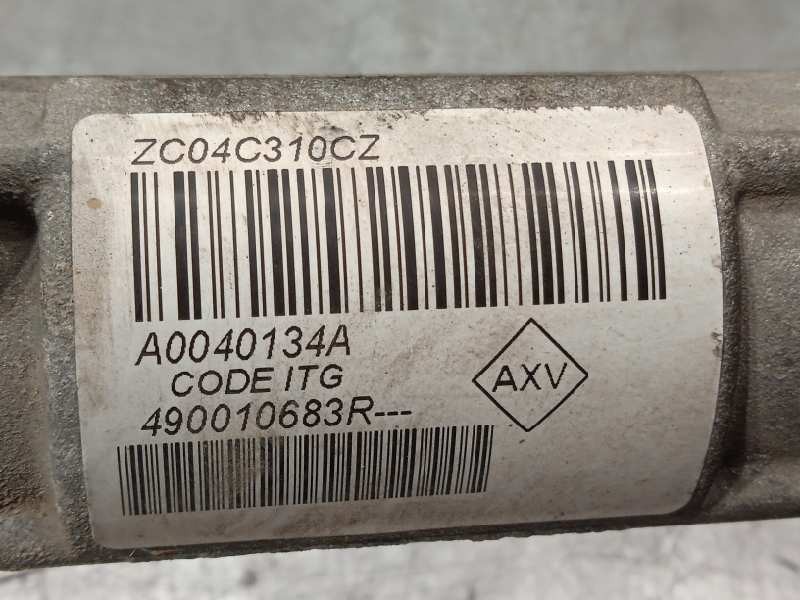 ZC04C310CZ
A0040134A
CODE ITG
AXV
490010683R---